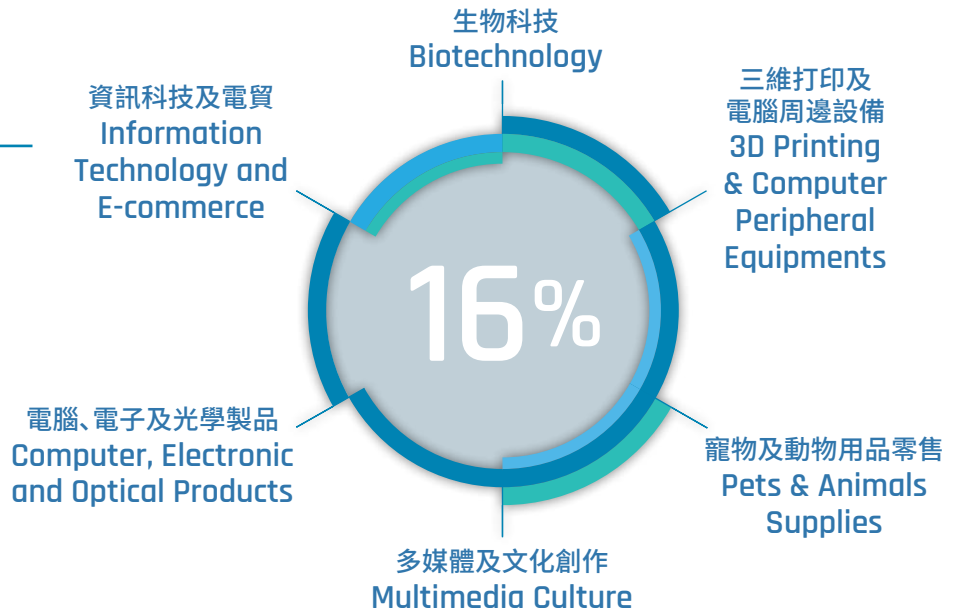 生物科技
Biotechnology
三維打印及
電腦周邊設備
3D Printing
& Computer
Peripheral
Equipments
資訊科技及電貿
Information
Technology and
E-commerce
16%
電腦、電子及光學製品
Computer, Electronic
and Optical Products
寵物及動物用品零售
Pets & Animals
Supplies
多媒體及文化創作
Multimedia Culture